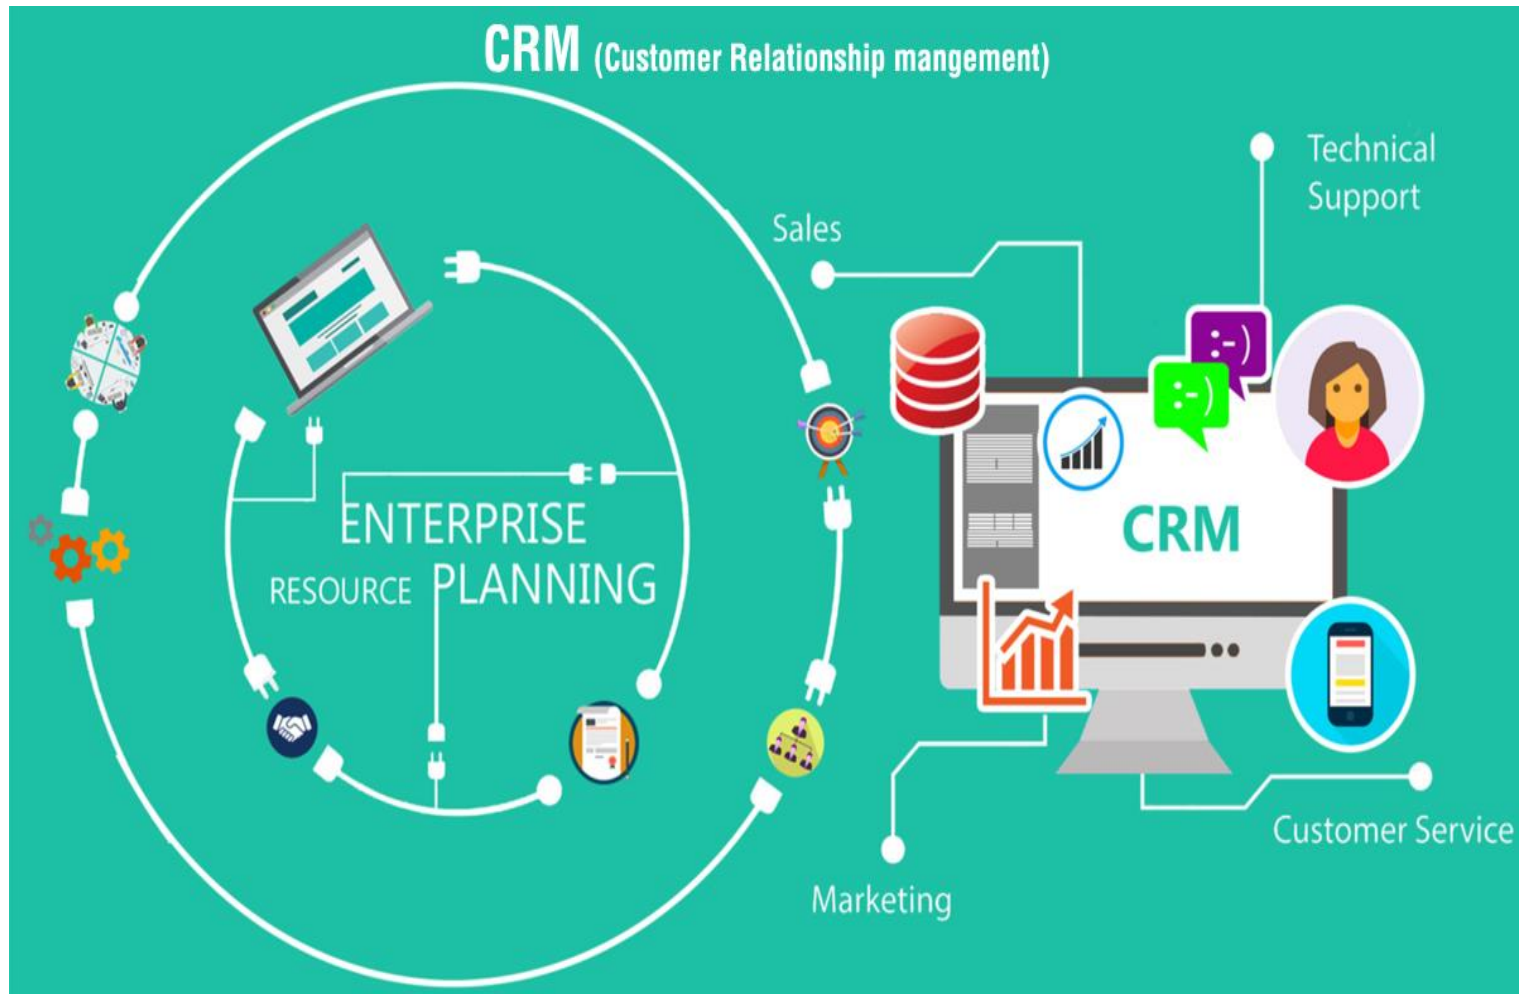 CRM (Customer Relationship mangement)
Technical
Support
Sales
ENTERPRISE
RESOURCE PLANNING
:-)
:-)
CRM
Customer Service
Marketing